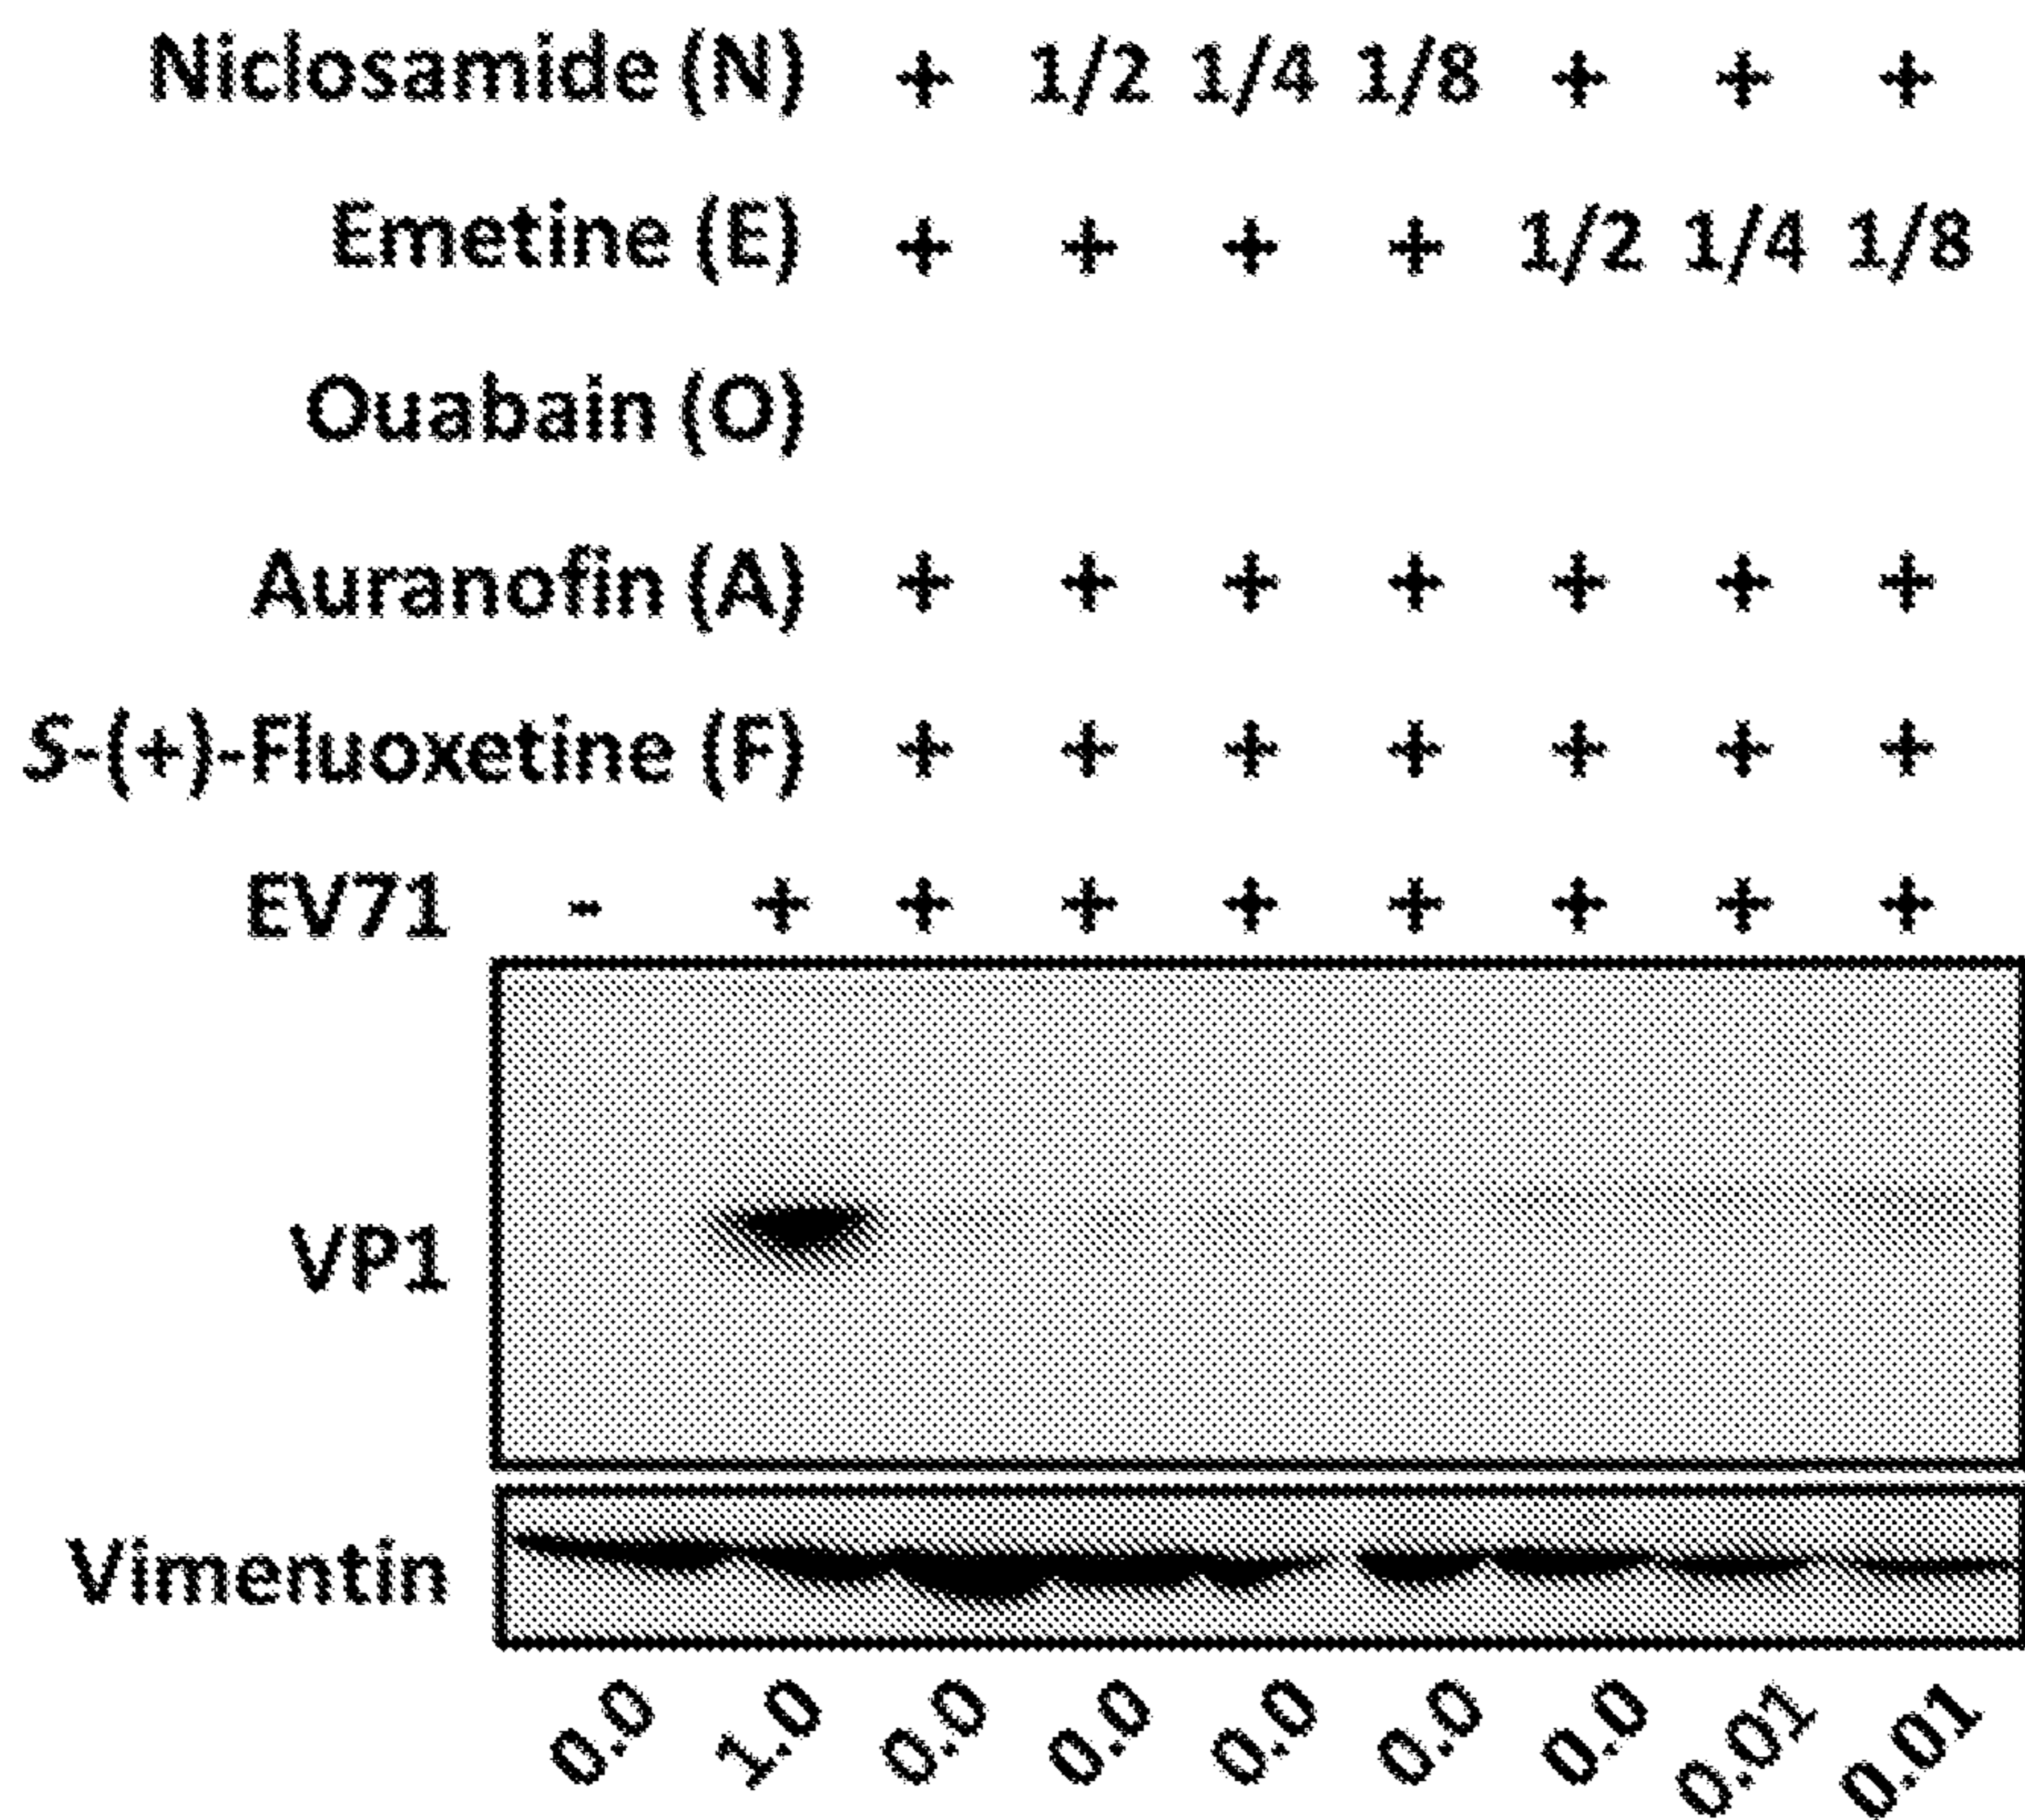 Niclosamide (N) + 1/2 1/4 1/8 + + +
Emetine (E) + + + + 1/2 1/4 1/8
Ouabain (O)
Auranofin (A) + + + + + + +
S-(+)-Fluoxetine (F) + + + + + + +
EV71 - + + + + + + + +
VP1
Vimentin
0.0 1.0 0.0 0.0 0.0 0.0 0.0 0.01 0.01